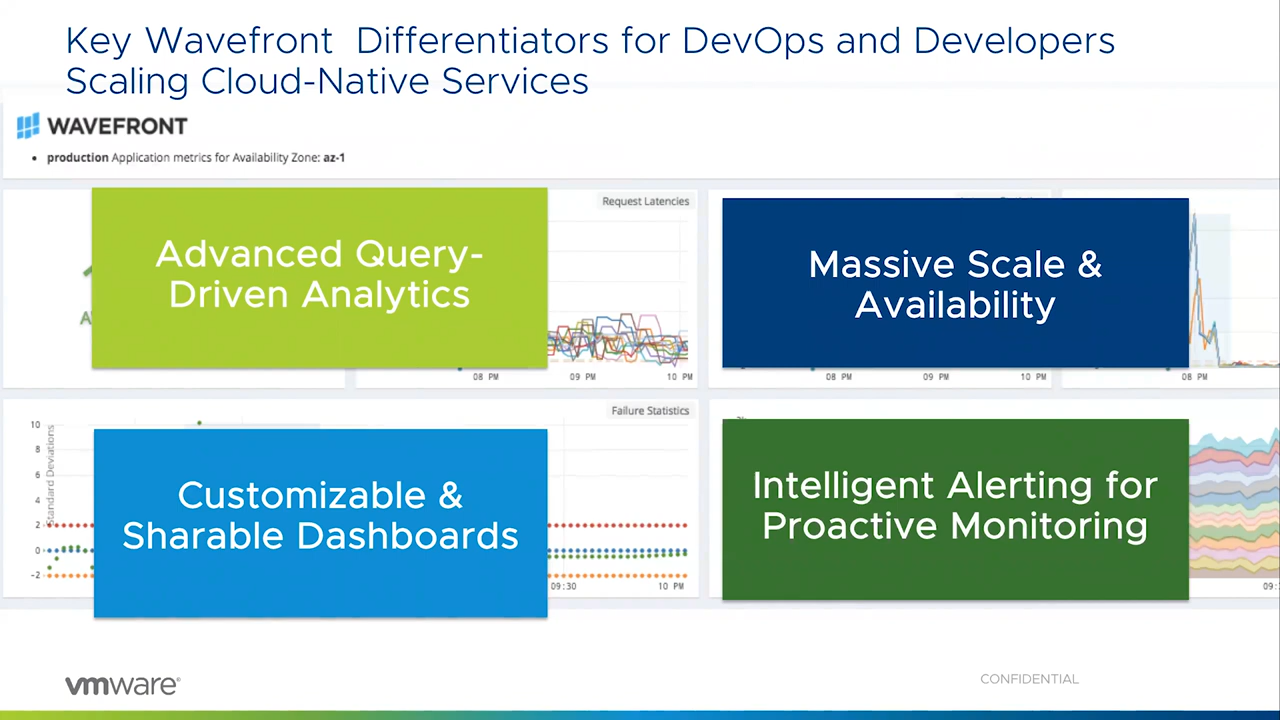 Key Wavefront  Differentiators for DevOps and Developers
Scaling Cloud-Native Services
WAVEFRONT
• production Application metrics for Availability Zone: az-1
Request Latencies
Advanced Query-
Driven Analytics
Massive Scale &
Availability
08 PM
09 PM
10 PM
08 PM
09 PM
10 PM
08 PM
Failure Statistics
10
8
6
4
2
0
-2
Standard Deviations
Customizable &
Sharable Dashboards
Intelligent Alerting for
Proactive Monitoring
09:30
10 PM
vmware®
CONFIDENTIAL